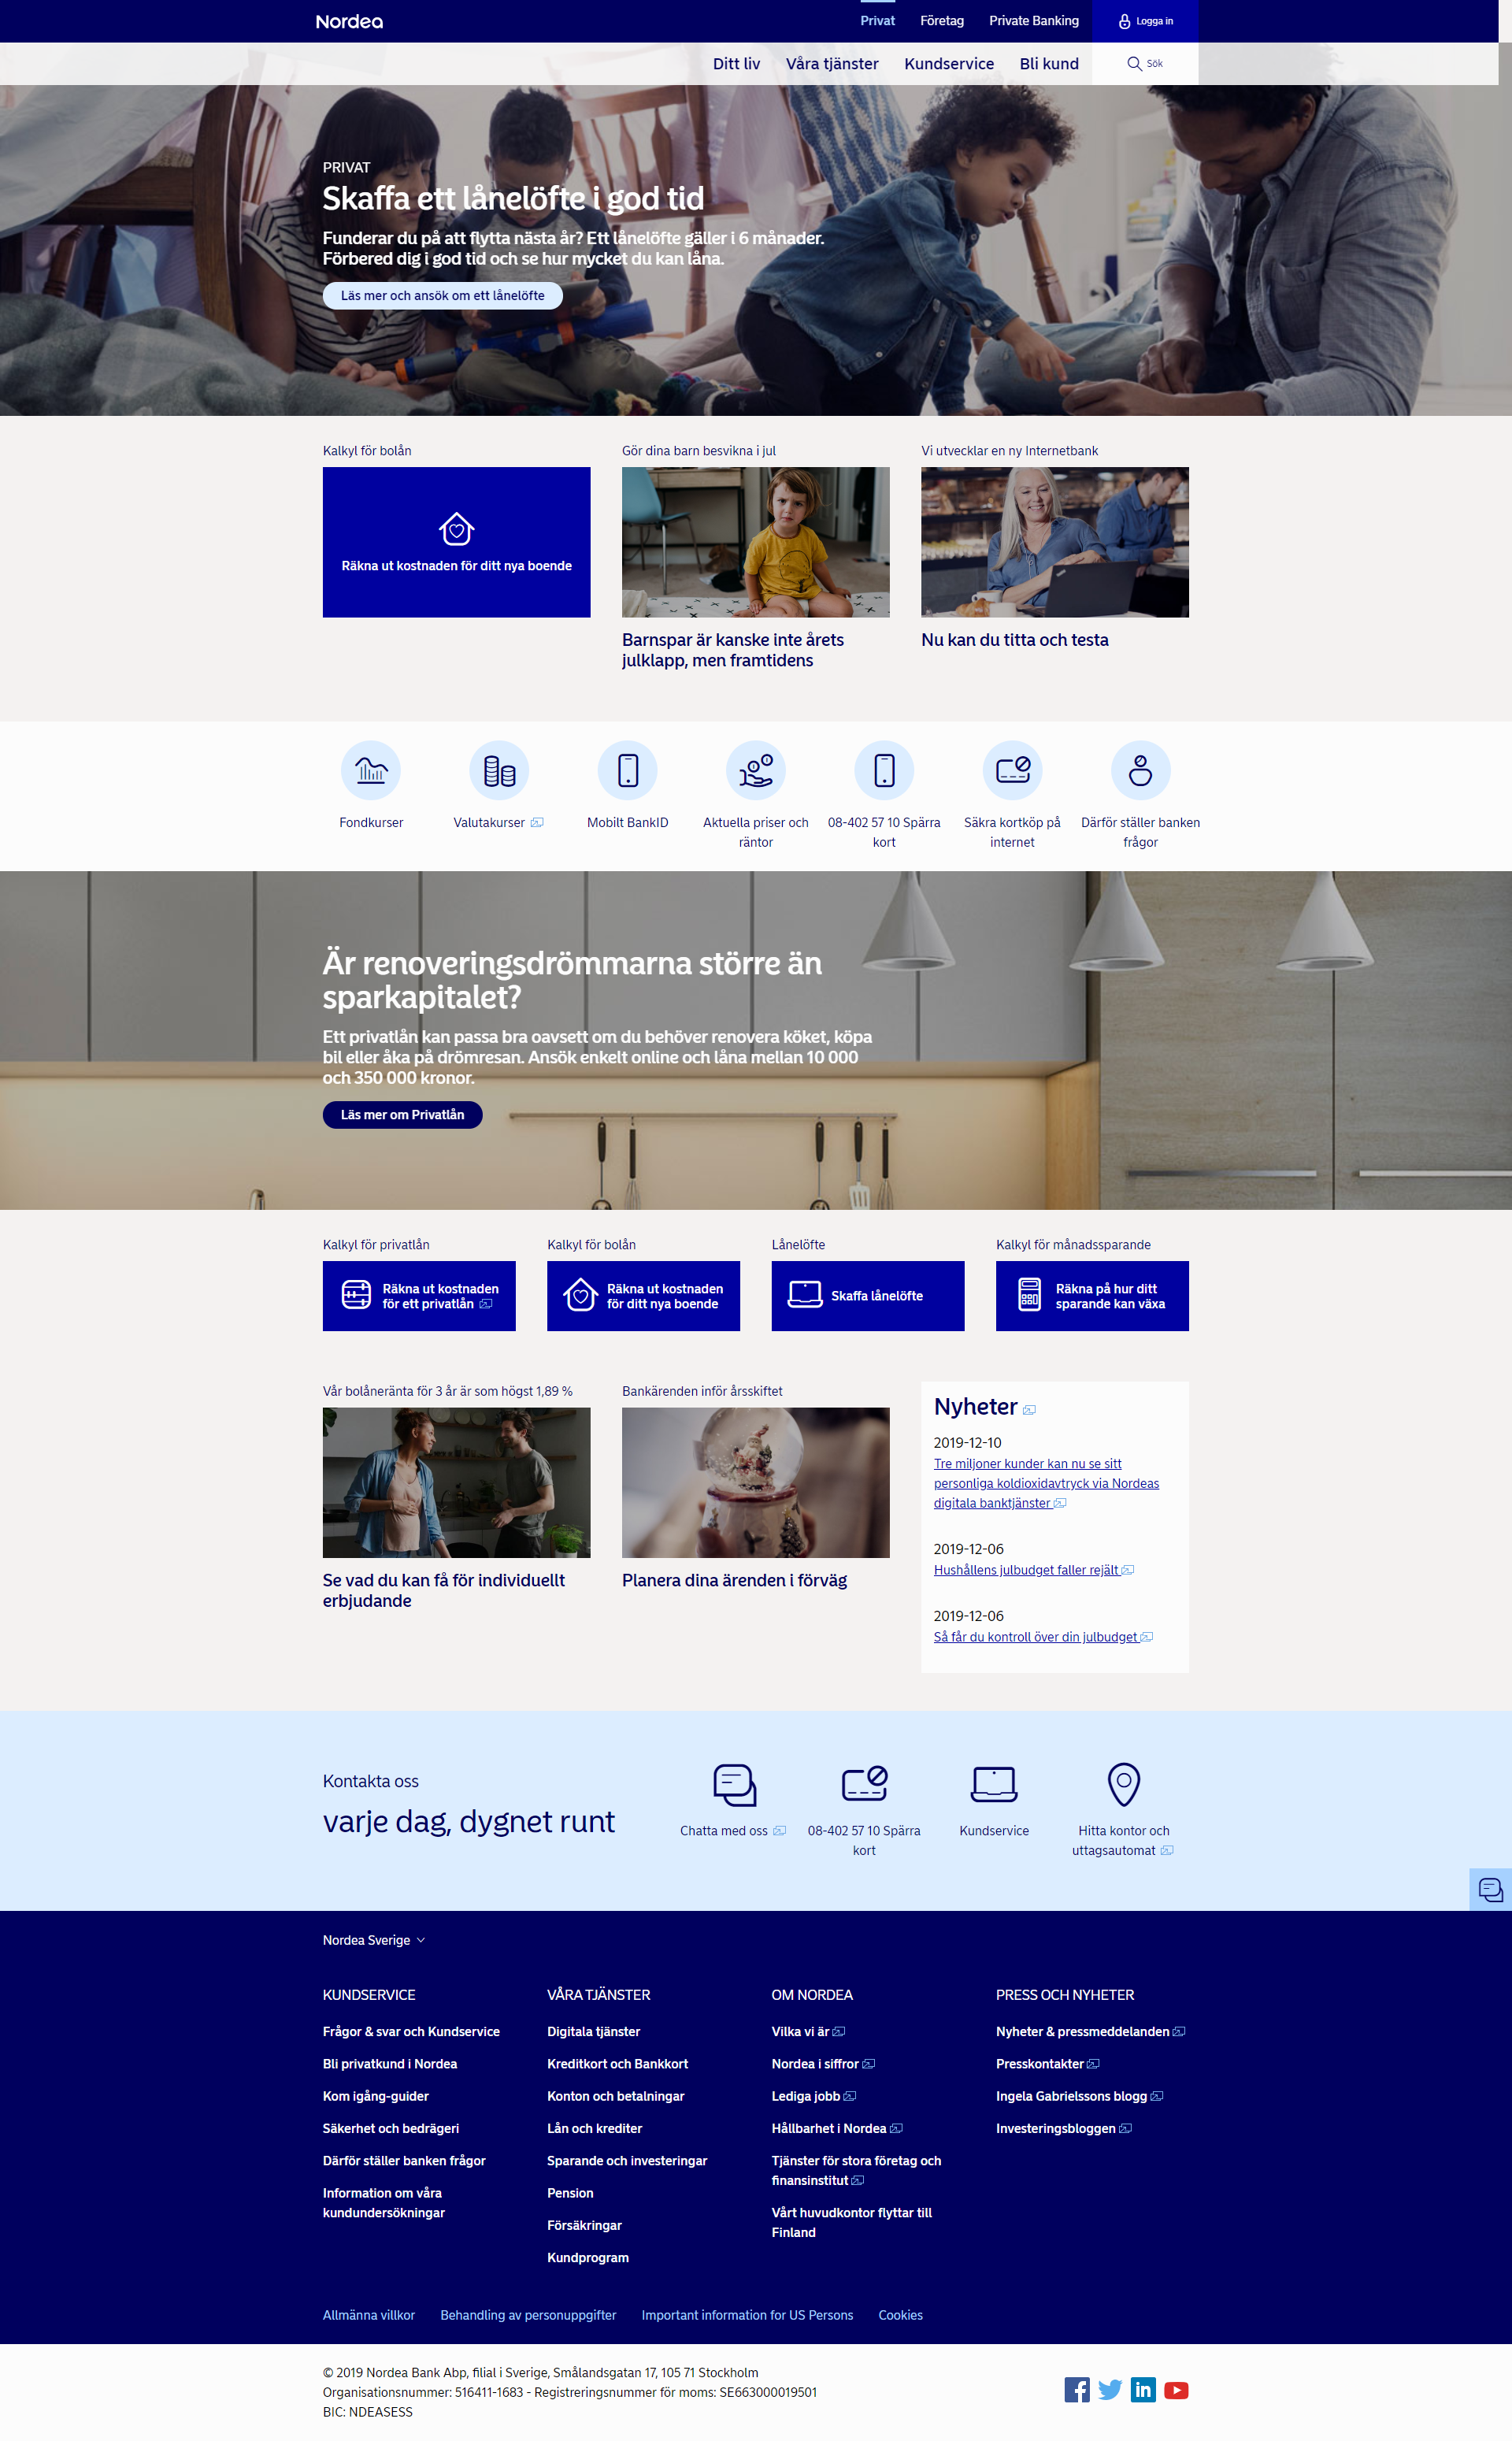 Nordea
Privat
Företag
Private Banking
Logga in
Ditt liv
Våra tjänster
Kundservice
Bli kund
Sök
PRIVAT
Skaffa ett lånelöfte i god tid
Funderar du på att flytta nästa år? Ett lånelöfte gäller i 6 månader.
Förbered dig i god tid och se hur mycket du kan låna.
Läs mer och ansök om ett lånelöfte
Kalkyl för bolån
Räkna ut kostnaden för ditt nya boende
Gör dina barn besvikna i jul
Barnspar är kanske inte årets
julklapp, men framtidens
Vi utvecklar en ny Internetbank
Nu kan du titta och testa
Fondkurser
Valutakurser
Mobilt BankID
Aktuella priser och
räntor
08-402 57 10 Spärra
kort
Säkra kortköp på
internet
Därför ställer banken
frågor
Är renoveringsdrömmarna större än
sparkapitalet?
Ett privatlån kan passa bra oavsett om du behöver renovera köket, köpa
bil eller åka på drömresan. Ansök enkelt online och låna mellan 10 000
och 350 000 kronor.
Läs mer om Privatlån
Kalkyl för privatlån
Räkna ut kostnaden
för ett privatlån
Kalkyl för bolån
Räkna ut kostnaden
för ditt nya boende
Lånelöfte
Skaffa lånelöfte
Kalkyl för månadssparande
Räkna på hur ditt
sparande kan växa
Vår bolåneränta för 3 år är som högst 1,89 %
Se vad du kan få för individuellt
erbjudande
Bankärenden inför årsskiftet
Planera dina ärenden i förväg
Nyheter
2019-12-10
Tre miljoner kunder kan nu se sitt
personliga koldioxidavtryck via Nordeas
digitala banktjänster
2019-12-06
Hushållens julbudget faller rejält
2019-12-06
Så får du kontroll över din julbudget
Kontakta oss
varje dag, dygnet runt
Chatta med oss
08-402 57 10 Spärra
kort
Kundservice
Hitta kontor och
uttagsautomat
Nordea Sverige
KUNDSERVICE
Frågor & svar och Kundservice
Bli privatkund i Nordea
Kom igång-guider
Säkerhet och bedrägeri
Därför ställer banken frågor
Information om våra
kundundersökningar
VÅRA TJÄNSTER
Digitala tjänster
Kreditkort och Bankkort
Konton och betalningar
Lån och krediter
Sparande och investeringar
Pension
Försäkringar
Kundprogram
OM NORDEA
Vilka vi är
Nordea i siffror
Lediga jobb
Hållbarhet i Nordea
Tjänster för stora företag och
finansinstitut
Vårt huvudkontor flyttar till
Finland
PRESS OCH NYHETER
Nyheter & pressmeddelanden
Presskontakter
Ingela Gabrielssons blogg
Investeringsbloggen
Allmänna villkor
Behandling av personuppgifter
Important information for US Persons
Cookies
© 2019 Nordea Bank Abp, filial i Sverige, Smålandsgatan 17, 105 71 Stockholm
Organisationsnummer: 516411-1683 - Registreringsnummer för moms: SE663000019501
BIC: NDEASESS